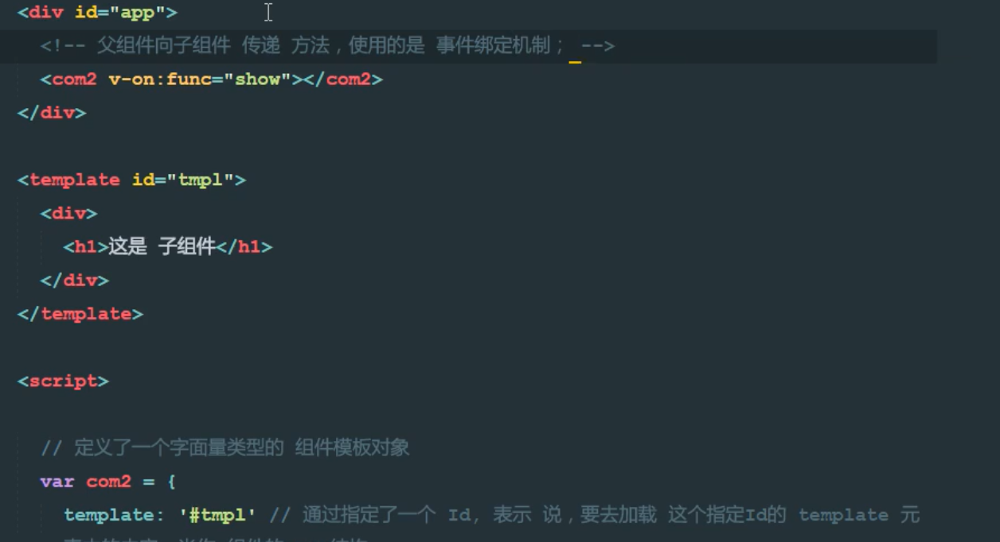 <div id="app">
<!-- 父组件向子组件 传递 方法，使用的是 事件绑定机制； -->
<com2 v-on:func="show"></com2>
</div>
<template id="tmpl">
<div>
<h1>这是 子组件</h1>
</div>
</template>
<script>
// 定义了一个字面量类型的 组件模板对象
var com2 = {
template: '#tmpl' // 通过指定了一个 Id, 表示 说，要去加载 这个指定Id的 template 元